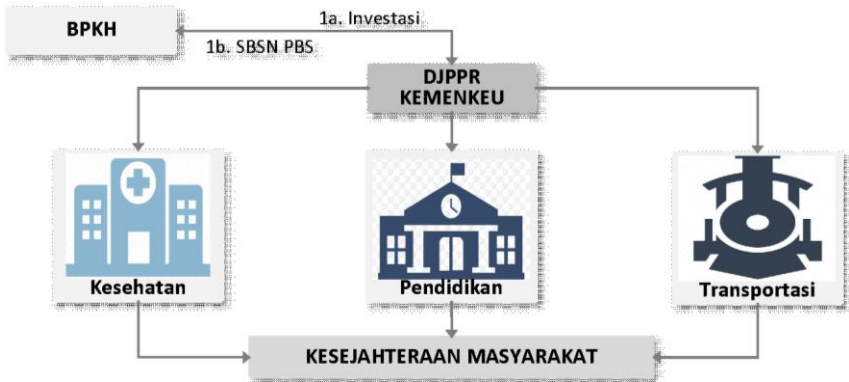 1a. Investasi
BPKH
1b. SBSN PBS
DJPPR
KEMENKEU
Kesehatan
Pendidikan
Transportasi
KESEJAHTERAAN MASYARAKAT